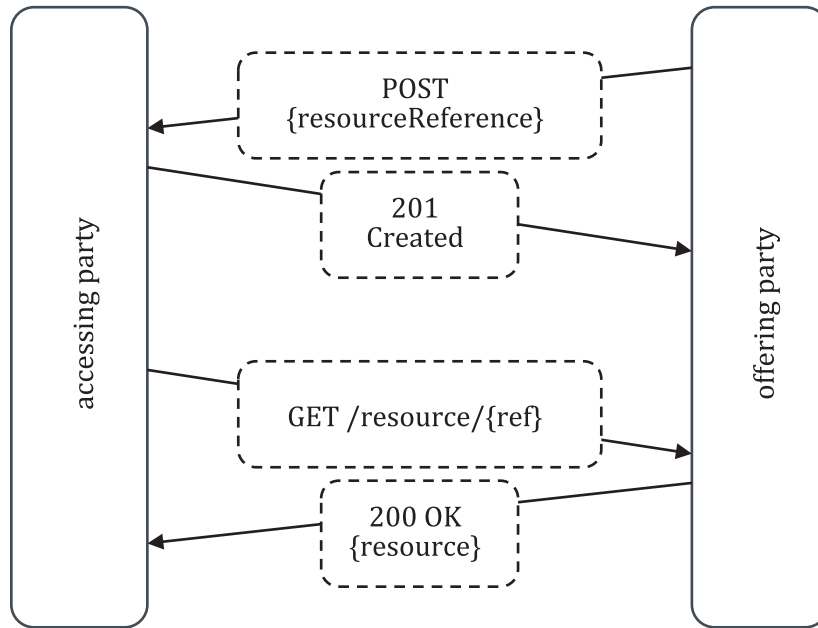 accessing party
POST
{resourceReference}
201
Created
GET /resource/{ref}
200 OK
{resource}
offering party